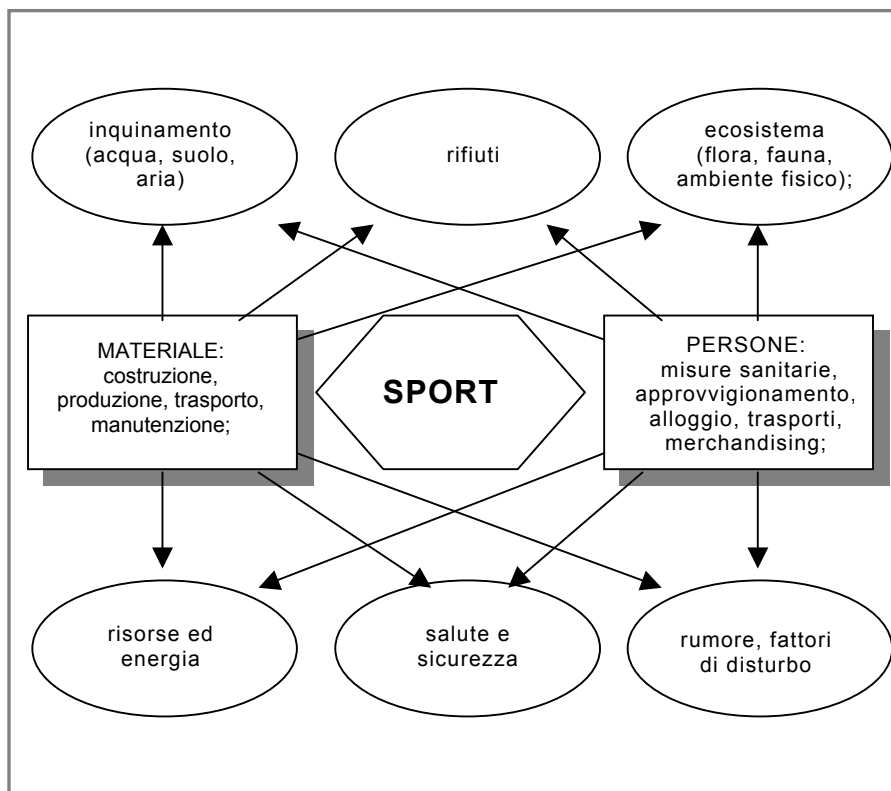 inquinamento
(acqua, suolo,
aria)
rifiuti
ecosistema
(flora, fauna,
ambiente fisico);
MATERIALE:
costruzione,
produzione, trasporto,
manutenzione;
SPORT
PERSONE:
misure sanitarie,
approvvigionamento,
alloggio, trasporti,
merchandising;
risorse ed
energia
salute e
sicurezza
rumore, fattori
di disturbo